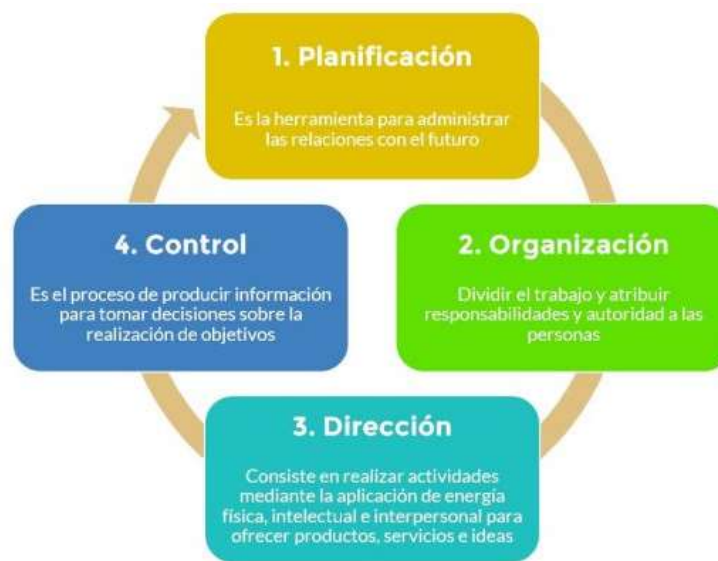 1. Planificación
Es la herramienta para administrar
las relaciones con el futuro
2. Organización
Dividir el trabajo y atribuir
responsabilidades y autoridad a las
personas
3. Dirección
Consiste en realizar actividades
mediante la aplicación de energía
física, intelectual e interpersonal para
ofrecer productos, servicios e ideas
4. Control
Es el proceso de producir información
para tomar decisiones sobre la
realización de objetivos